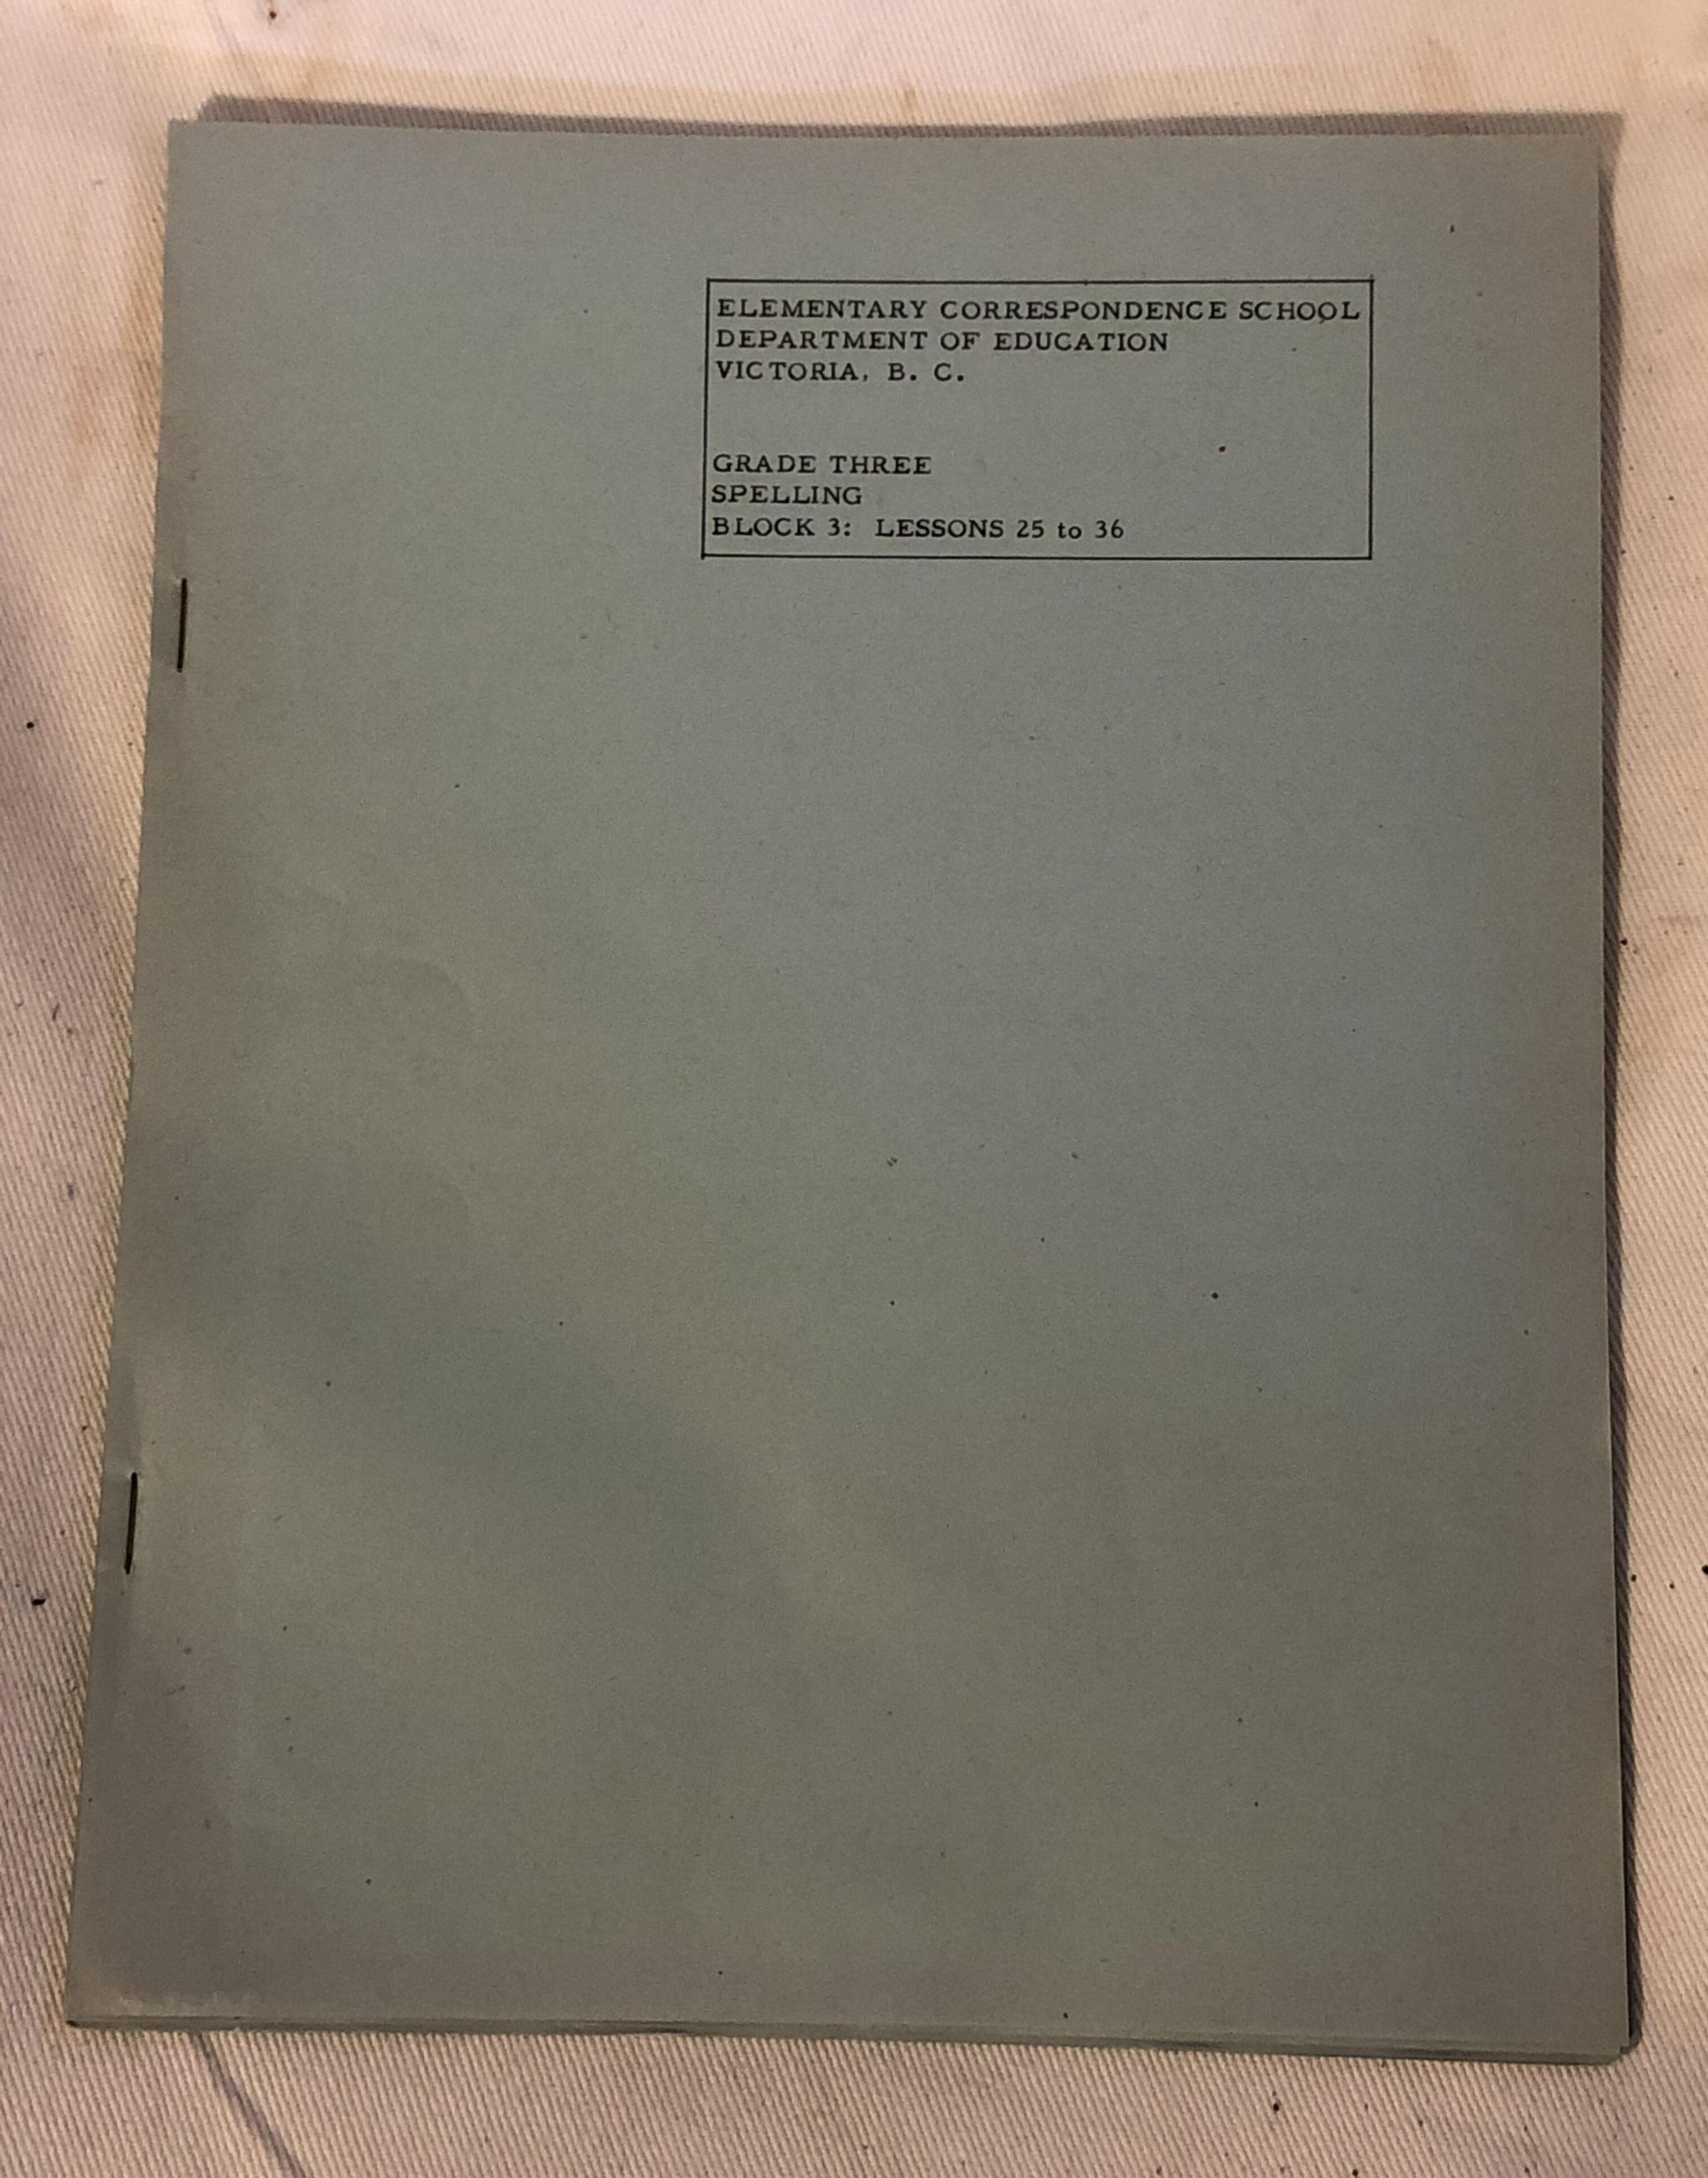 ELEMENTARY CORRESPONDENCE SCHOOL
DEPARTMENT OF EDUCATION
VICTORIA, B. C.
GRADE THREE
SPELLING
BLOCK 3: LESSONS 25 to 36